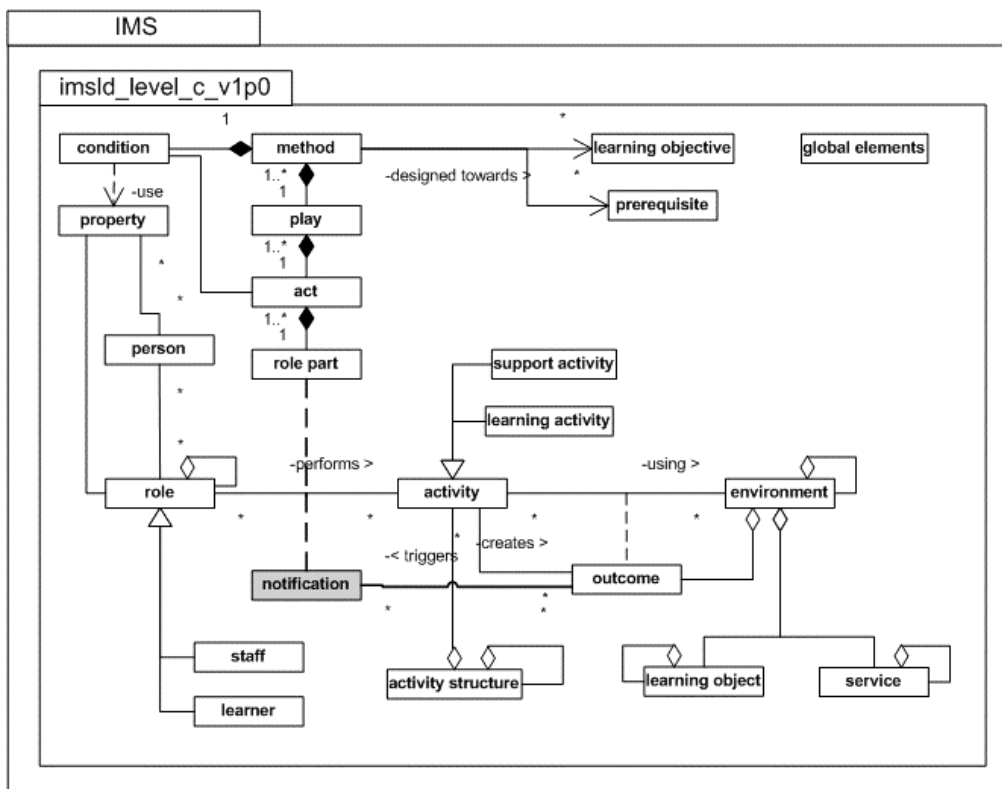 IMS
imsld_level_c_v1p0
1
*
condition
method
learning objective
global elements
1..*
1
-designed towards >
*
-use
prerequisite
property
play
1..*
1
*
act
*
1..*
1
person
role part
support activity
*
learning activity
*
-performs >
-using >
role
activity
environment
*
*
*
*
*
-< triggers
-creates >
notification
outcome
*
*
*
staff
activity structure
learning object
service
learner